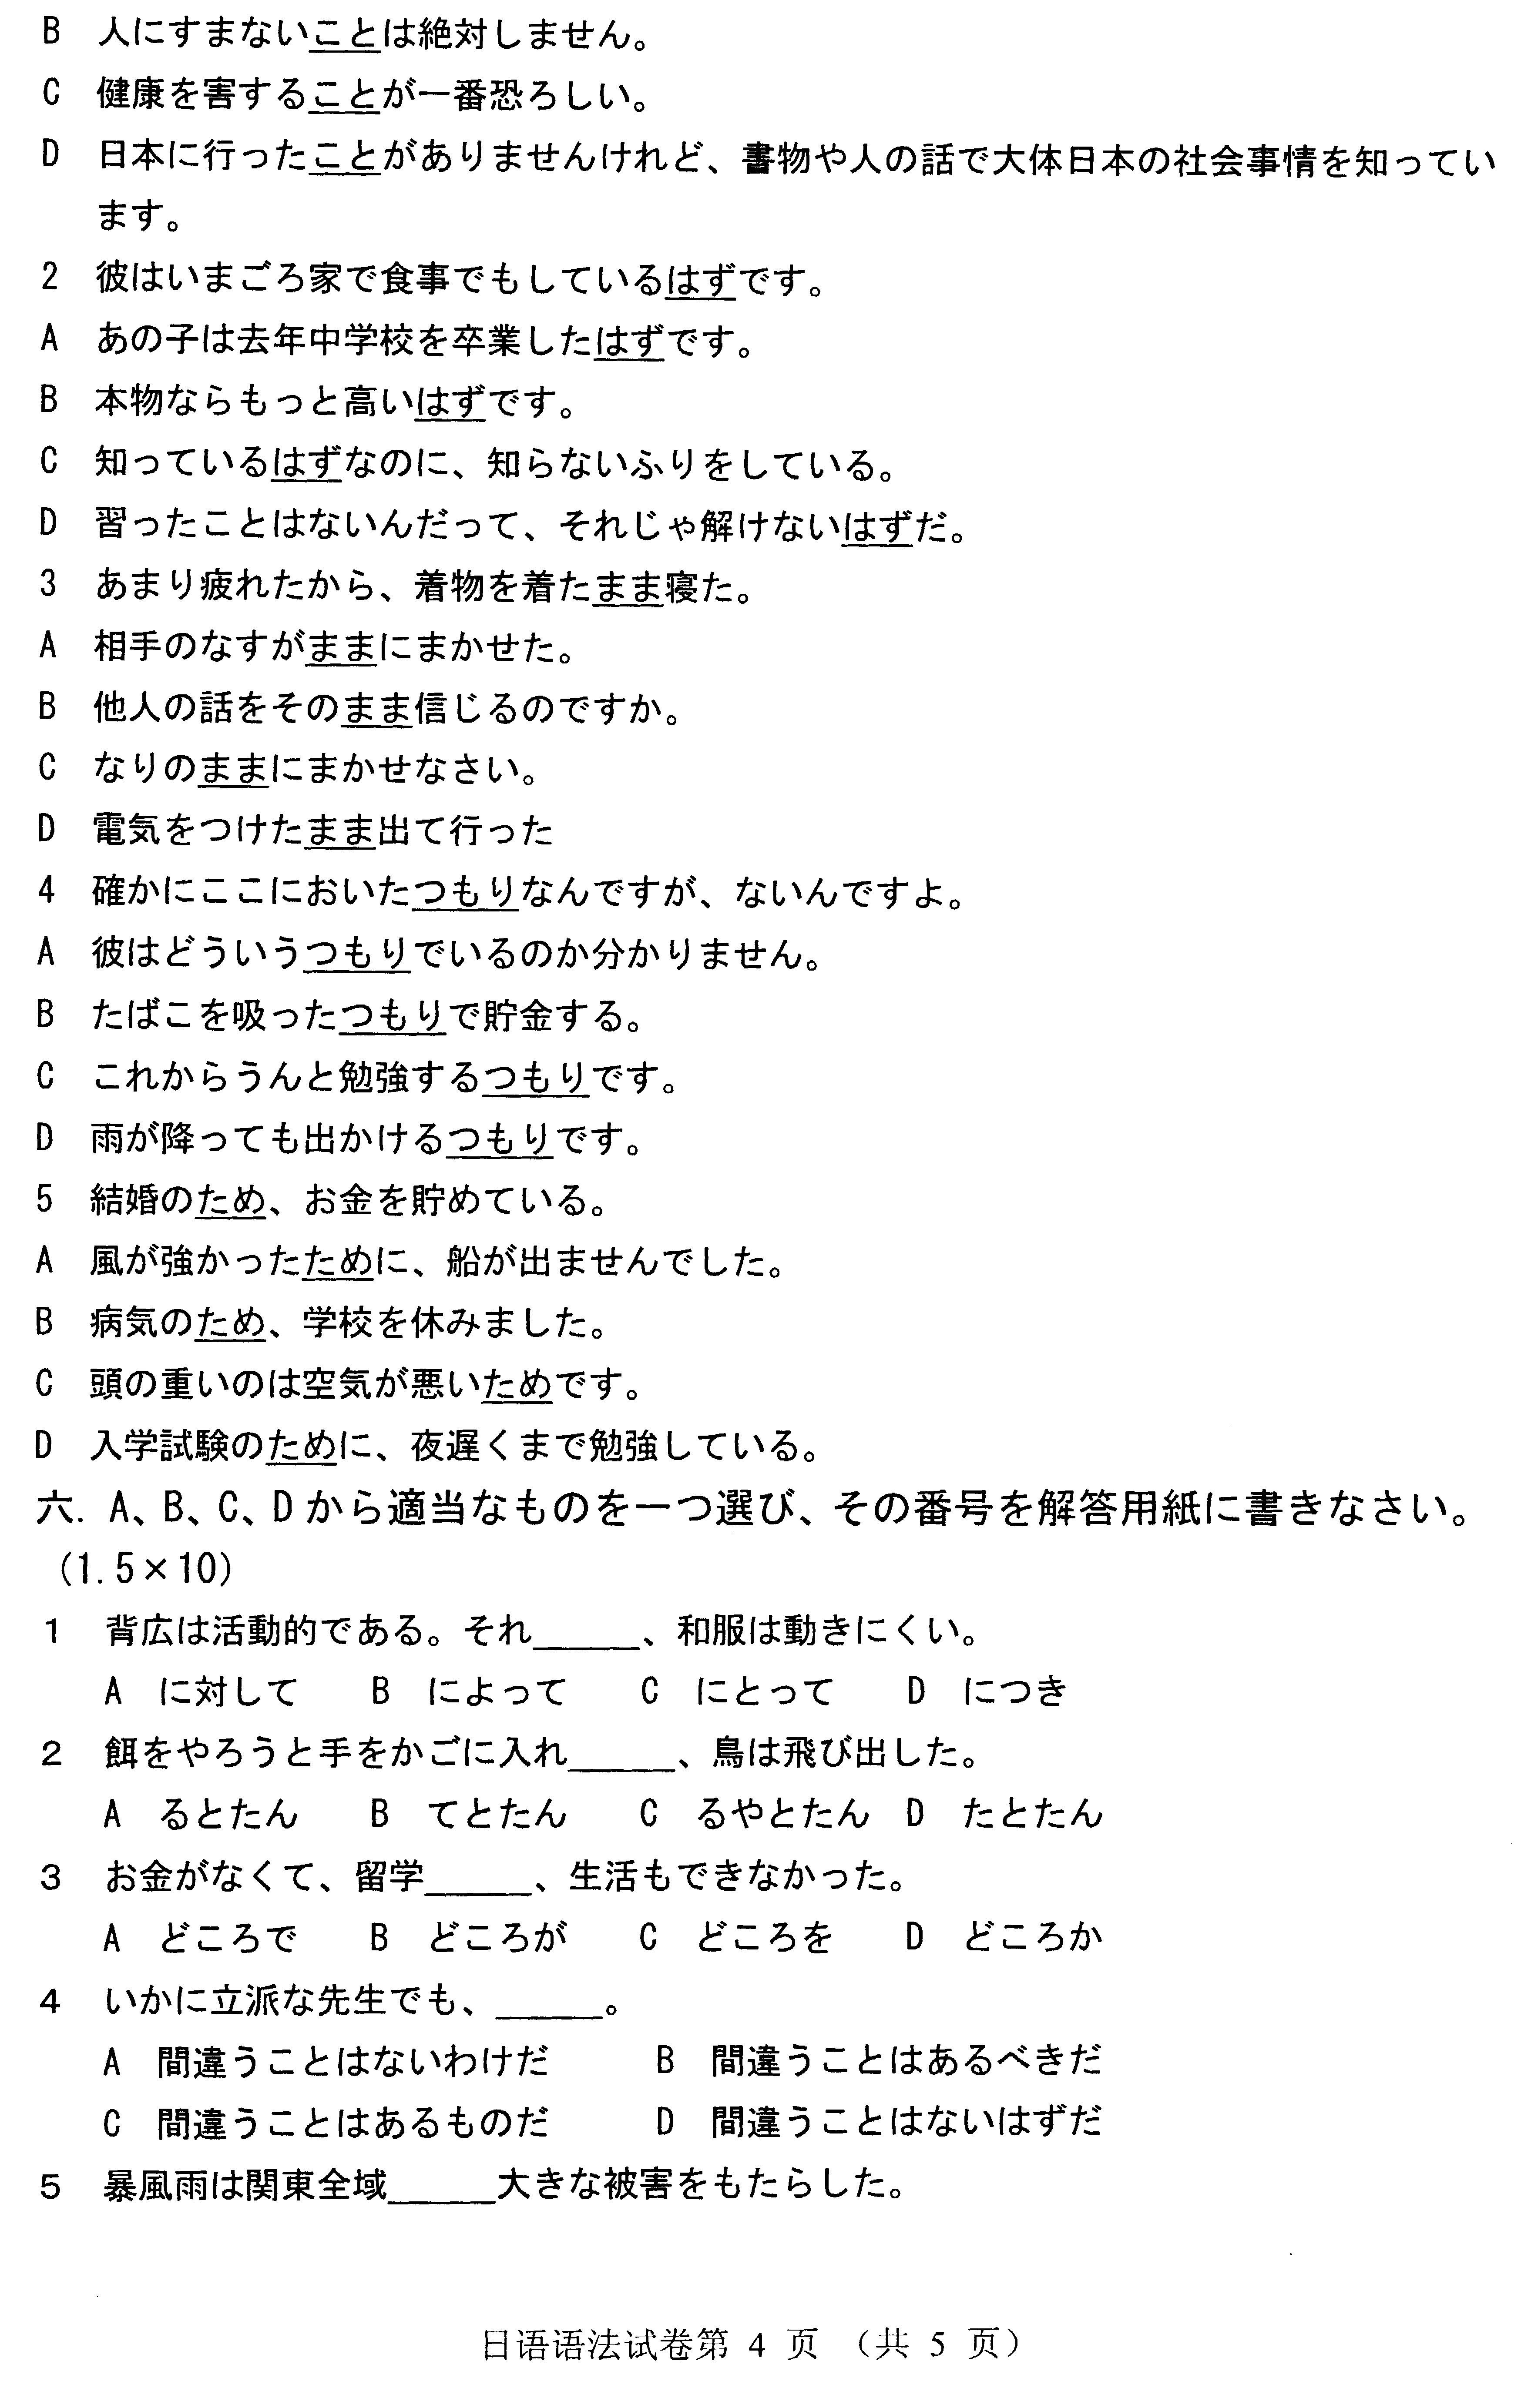 B 人にすまないことは絶対しません。
C 健康を害することが一番恐ろしい。
D 日本に行ったことがありませんけれど、書物や人の話で大体日本の社会事情を知ってい
ます。
2 彼はいまごろ家で食事でもしているはずです。
A あの子は去年中学校を卒業したはずです。
B 本物ならもっと高いはずです。
C 知っているはずなのに、知らないふりをしている。
D 習ったことはないんだって、それじゃ解けないはずだ。
3 あまり疲れたから、着物を着たまま寝た。
A 相手のなすがままにまかせた。
B 他人の話をそのまま信じるのですか。
C なりのままにまかせなさい。
D 電気をつけたまま出て行った
4 確かにここにおいたつもりなんですが、ないんですよ。
A 彼はどういうつもりでいるのか分かりません。
B たばこを吸ったつもりで貯金する。
C これからうんと勉強するつもりです。
D 雨が降っても出かけるつもりです。
5 結婚のため、お金を貯めている。
A 風が強かったために、船が出ませんでした。
B 病気のため、学校を休みました。
C 頭の重いのは空気が悪いためです。
D 入学試験のために、夜遅くまで勉強している。
六. A、B、C、D から適当なものを一つ選び、その番号を解答用紙に書きなさい。
(1.5×10)
1 背広は活動的である。それ______、和服は動きにくい。
A に対して B によって C にとって D につき
2 餌をやろうと手をかごに入れ______、鳥は飛び出した。
A るとたん B てとたん C るやとたん D たとたん
3 お金がなくて、留学______、生活もできなかった。
A どころで B どころが C どころを D どころか
4 いかに立派な先生でも、______。
A 間違うことはないわけだ B 間違うことはあるべきだ
C 間違うことはあるものだ D 間違うことはないはずだ
5 暴風雨は関東全域______大きな被害をもたらした。
日语语法试卷第 4 页 （共 5 页）